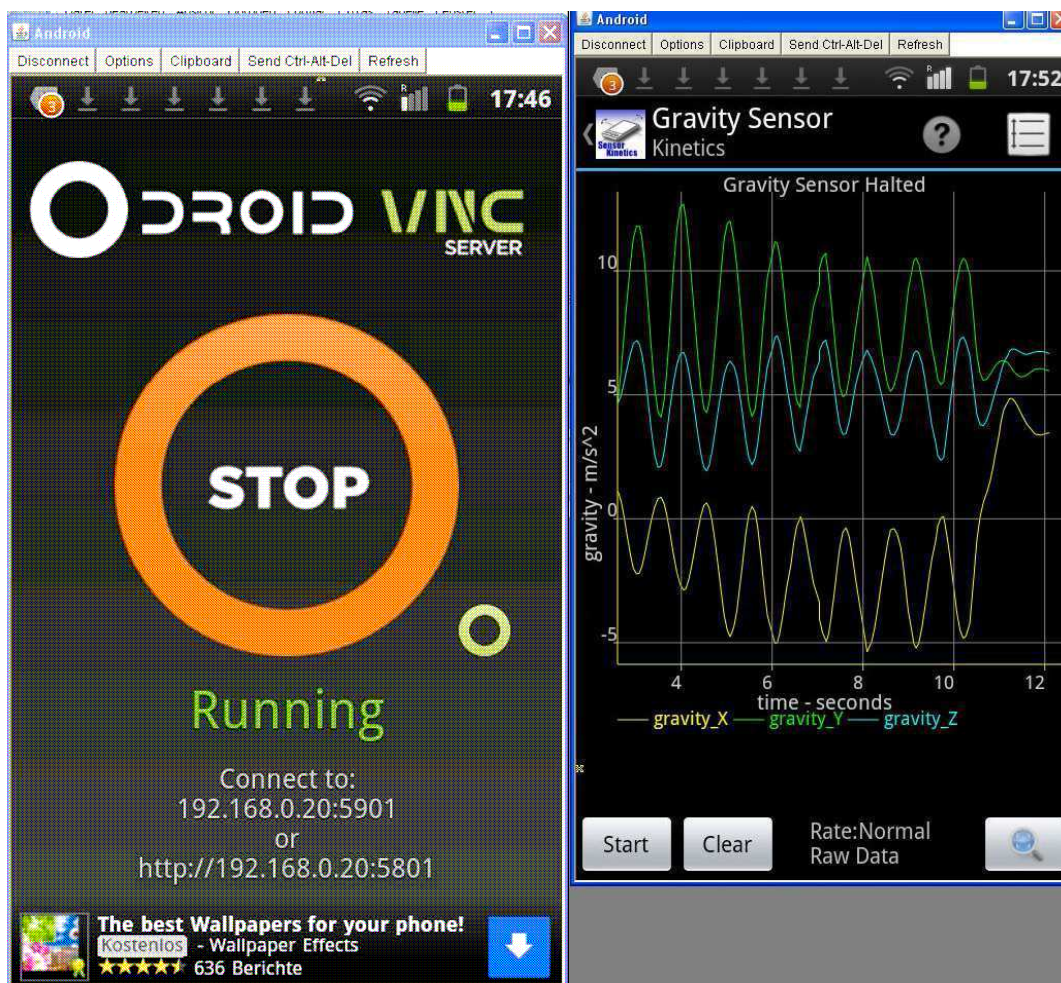 Android
Disconnect Options Clipboard Send Ctrl-Alt-Del Refresh
3 R 17:46
DROID VNC
SERVER
STOP
Running
Connect to:
192.168.0.20:5901
or
http://192.168.0.20:5801
The best Wallpapers for your phone!
Kostenlos - Wallpaper Effects
636 Berichte
Android
Disconnect Options Clipboard Send Ctrl-Alt-Del Refresh
3 R 17:52
Sensor
Kinetics
Gravity Sensor
Kinetics
?
Gravity Sensor Halted
gravity - m/s^2
10
5
0
-5
4 6 8 10 12
time - seconds
gravity_X gravity_Y gravity_Z
Start Clear
Rate:Normal
Raw Data